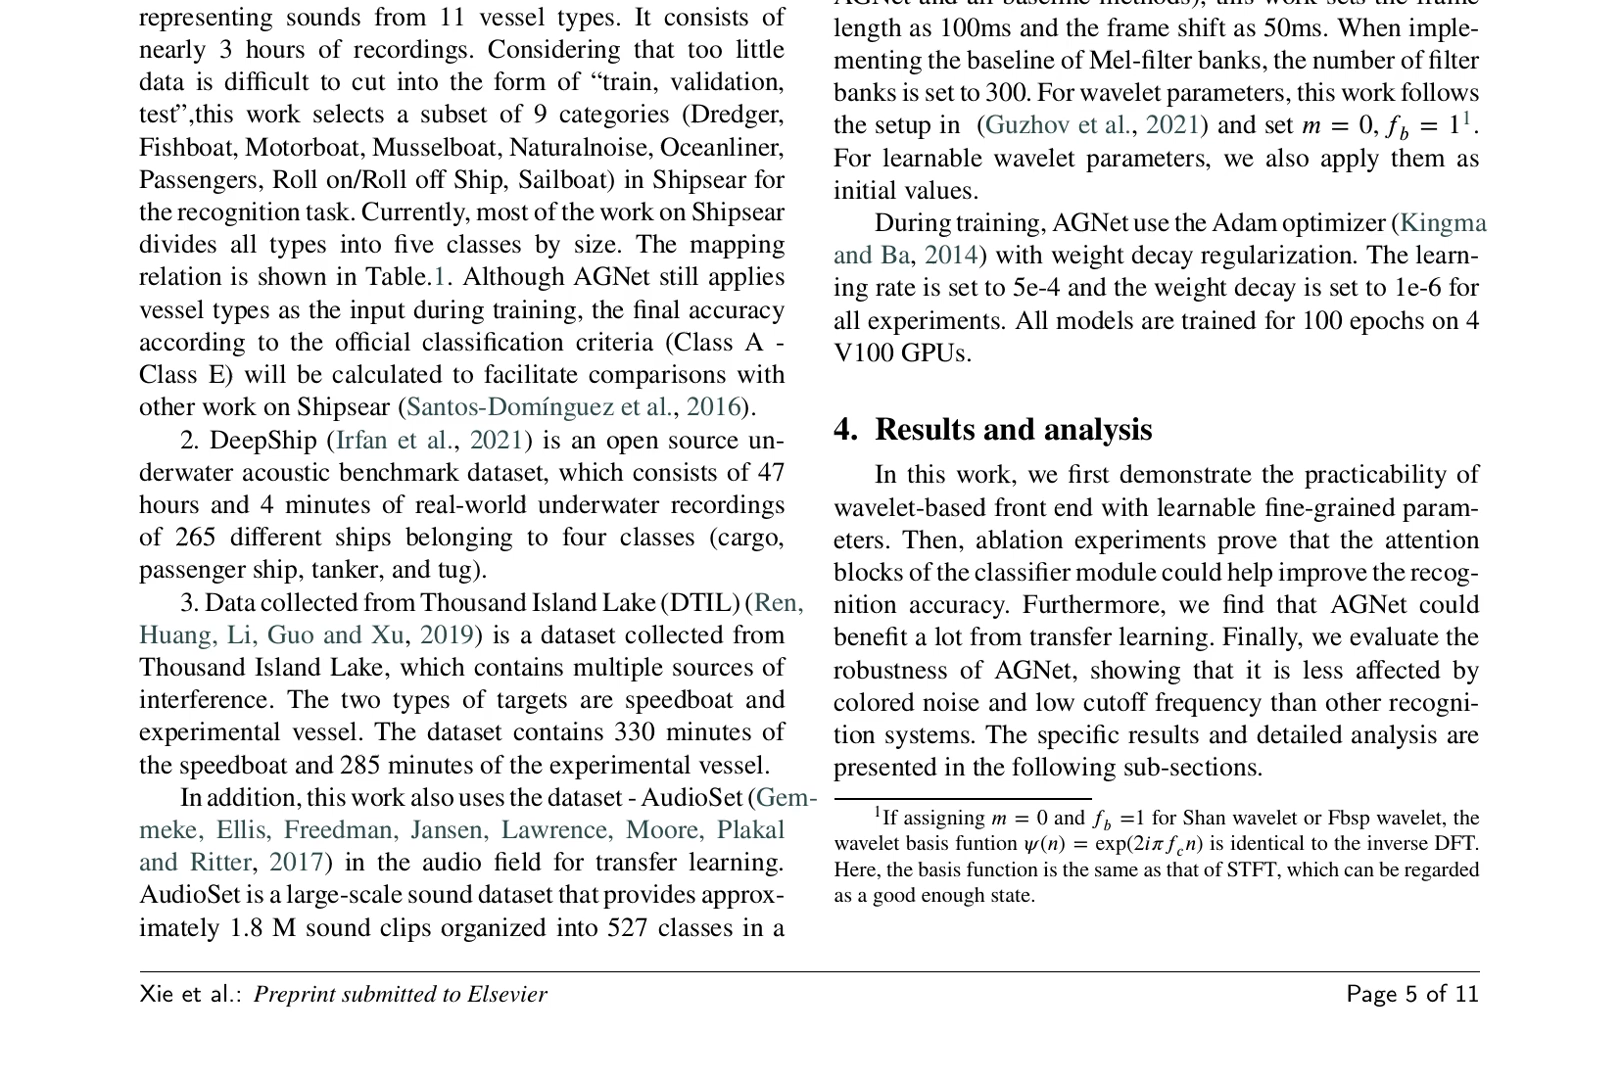 representing sounds from 11 vessel types. It consists of
nearly 3 hours of recordings. Considering that too little
data is difficult to cut into the form of “train, validation,
test”,this work selects a subset of 9 categories (Dredger,
Fishboat, Motorboat, Musselboat, Naturalnoise, Oceanliner,
Passengers, Roll on/Roll off Ship, Sailboat) in Shipsear for
the recognition task. Currently, most of the work on Shipsear
divides all types into five classes by size. The mapping
relation is shown in Table.1. Although AGNet still applies
vessel types as the input during training, the final accuracy
according to the official classification criteria (Class A -
Class E) will be calculated to facilitate comparisons with
other work on Shipsear (Santos-Domínguez et al., 2016).
2. DeepShip (Irfan et al., 2021) is an open source un-
derwater acoustic benchmark dataset, which consists of 47
hours and 4 minutes of real-world underwater recordings
of 265 different ships belonging to four classes (cargo,
passenger ship, tanker, and tug).
3. Data collected from Thousand Island Lake (DTIL) (Ren,
Huang, Li, Guo and Xu, 2019) is a dataset collected from
Thousand Island Lake, which contains multiple sources of
interference. The two types of targets are speedboat and
experimental vessel. The dataset contains 330 minutes of
the speedboat and 285 minutes of the experimental vessel.
In addition, this work also uses the dataset - AudioSet (Gem-
meke, Ellis, Freedman, Jansen, Lawrence, Moore, Plakal
and Ritter, 2017) in the audio field for transfer learning.
AudioSet is a large-scale sound dataset that provides approx-
imately 1.8 M sound clips organized into 527 classes in a
length as 100ms and the frame shift as 50ms. When imple-
menting the baseline of Mel-filter banks, the number of filter
banks is set to 300. For wavelet parameters, this work follows
the setup in (Guzhov et al., 2021) and set m = 0, f_b = 1¹.
For learnable wavelet parameters, we also apply them as
initial values.
During training, AGNet use the Adam optimizer (Kingma
and Ba, 2014) with weight decay regularization. The learn-
ing rate is set to 5e-4 and the weight decay is set to 1e-6 for
all experiments. All models are trained for 100 epochs on 4
V100 GPUs.
4. Results and analysis
In this work, we first demonstrate the practicability of
wavelet-based front end with learnable fine-grained param-
eters. Then, ablation experiments prove that the attention
blocks of the classifier module could help improve the recog-
nition accuracy. Furthermore, we find that AGNet could
benefit a lot from transfer learning. Finally, we evaluate the
robustness of AGNet, showing that it is less affected by
colored noise and low cutoff frequency than other recogni-
tion systems. The specific results and detailed analysis are
presented in the following sub-sections.
¹If assigning m = 0 and f_b =1 for Shan wavelet or Fbsp wavelet, the
wavelet basis funtion ψ(n) = exp(2iπf_cn) is identical to the inverse DFT.
Here, the basis function is the same as that of STFT, which can be regarded
as a good enough state.
Xie et al.: Preprint submitted to Elsevier
Page 5 of 11